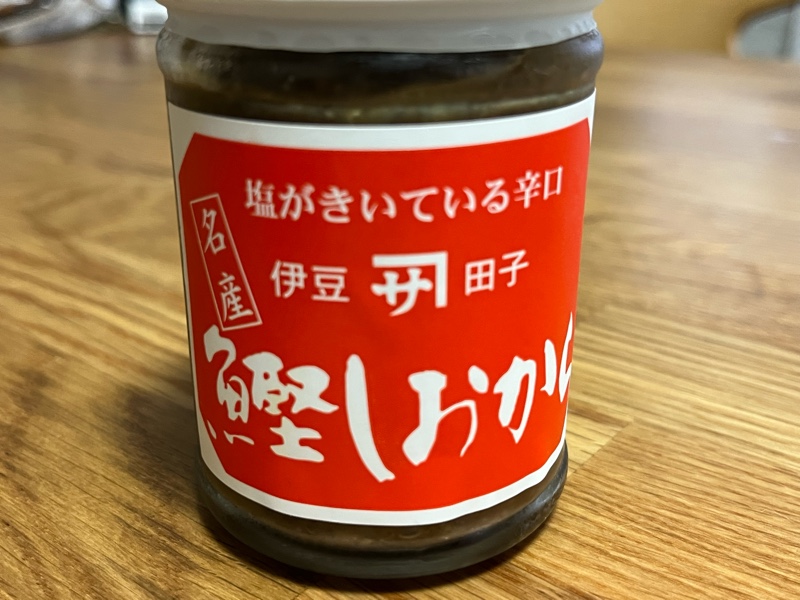 塩がきいている辛口
名産
伊豆 サ 田子
鰹しおか